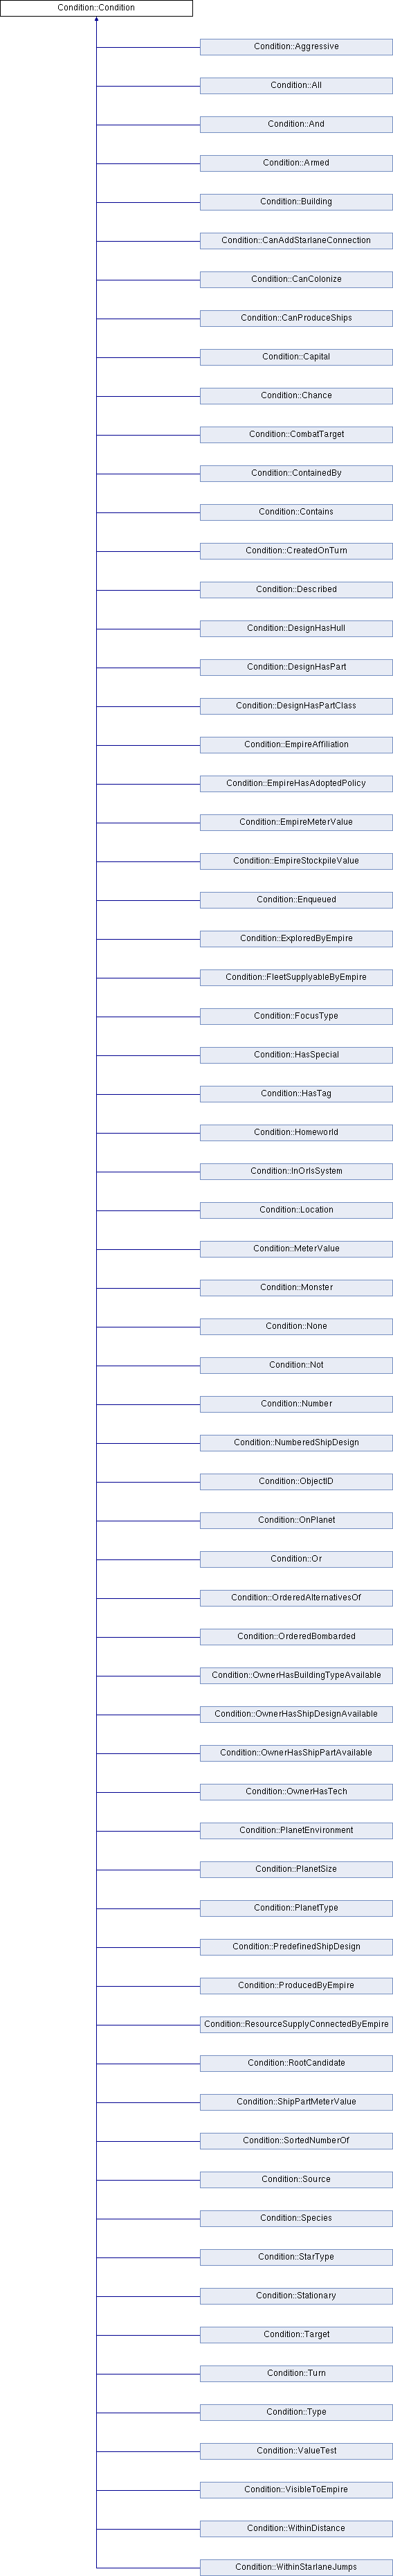 Condition::Condition
Condition::Aggressive
Condition::All
Condition::And
Condition::Armed
Condition::Building
Condition::CanAddStarlaneConnection
Condition::CanColonize
Condition::CanProduceShips
Condition::Capital
Condition::Chance
Condition::CombatTarget
Condition::ContainedBy
Condition::Contains
Condition::CreatedOnTurn
Condition::Described
Condition::DesignHasHull
Condition::DesignHasPart
Condition::DesignHasPartClass
Condition::EmpireAffiliation
Condition::EmpireHasAdoptedPolicy
Condition::EmpireMeterValue
Condition::EmpireStockpileValue
Condition::Enqueued
Condition::ExploredByEmpire
Condition::FleetSupplyableByEmpire
Condition::FocusType
Condition::HasSpecial
Condition::HasTag
Condition::Homeworld
Condition::InOrIsSystem
Condition::Location
Condition::MeterValue
Condition::Monster
Condition::None
Condition::Not
Condition::Number
Condition::NumberedShipDesign
Condition::ObjectID
Condition::OnPlanet
Condition::Or
Condition::OrderedAlternativesOf
Condition::OrderedBombarded
Condition::OwnerHasBuildingTypeAvailable
Condition::OwnerHasShipDesignAvailable
Condition::OwnerHasShipPartAvailable
Condition::OwnerHasTech
Condition::PlanetEnvironment
Condition::PlanetSize
Condition::PlanetType
Condition::PredefinedShipDesign
Condition::ProducedByEmpire
Condition::ResourceSupplyConnectedByEmpire
Condition::RootCandidate
Condition::ShipPartMeterValue
Condition::SortedNumberOf
Condition::Source
Condition::Species
Condition::StarType
Condition::Stationary
Condition::Target
Condition::Turn
Condition::Type
Condition::ValueTest
Condition::VisibleToEmpire
Condition::WithinDistance
Condition::WithinStarlaneJumps